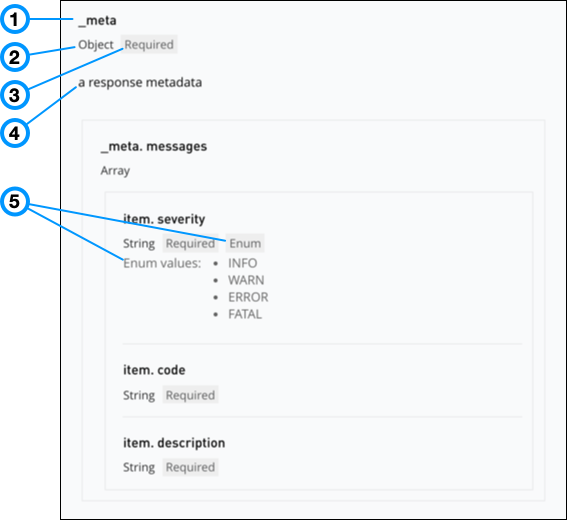 1 _meta
2 Object Required
3
4 a response metadata
_meta. messages
Array
5
item. severity
String Required Enum
Enum values: • INFO
• WARN
• ERROR
• FATAL
item. code
String Required
item. description
String Required